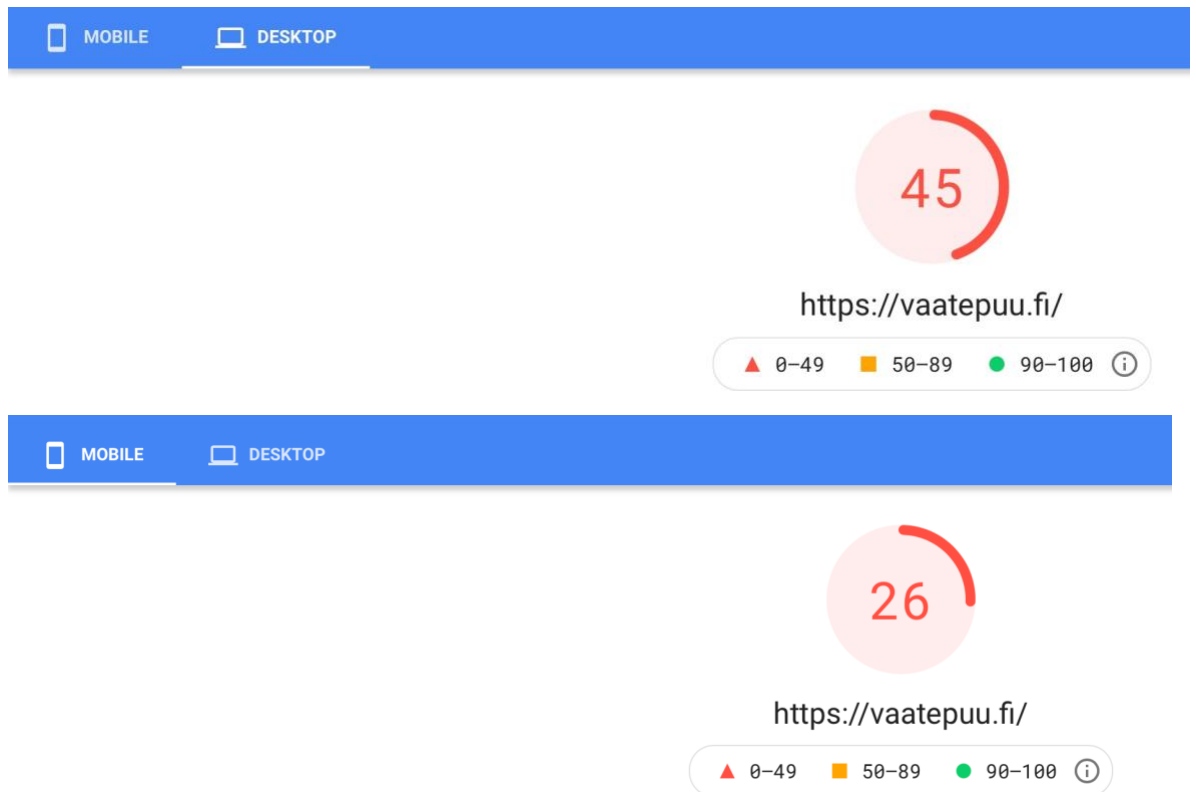 MOBILE DESKTOP
45
https://vaatepuu.fi/
0–49 50–89 90–100
MOBILE DESKTOP
26
https://vaatepuu.fi/
0–49 50–89 90–100